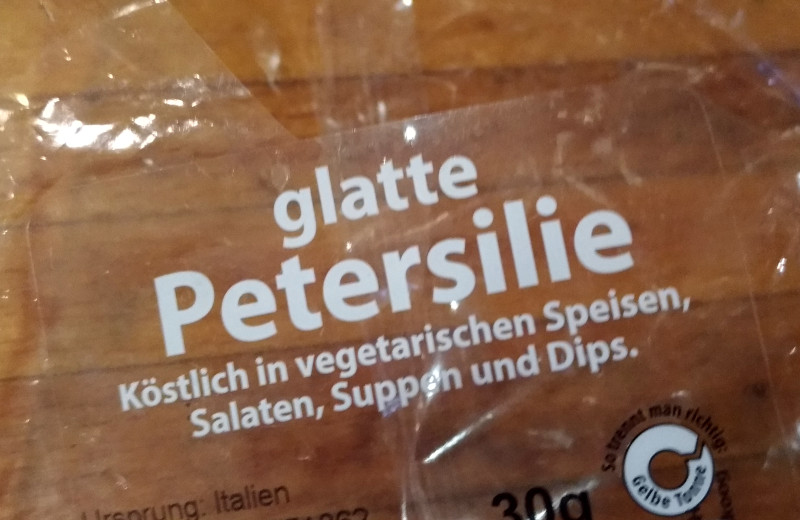 glatte
Petersilie
Köstlich in vegetarischen Speisen,
Salaten, Suppen und Dips.
So trennt man richtig:
Gelbe Tonne
Ursprung: Italien
30g